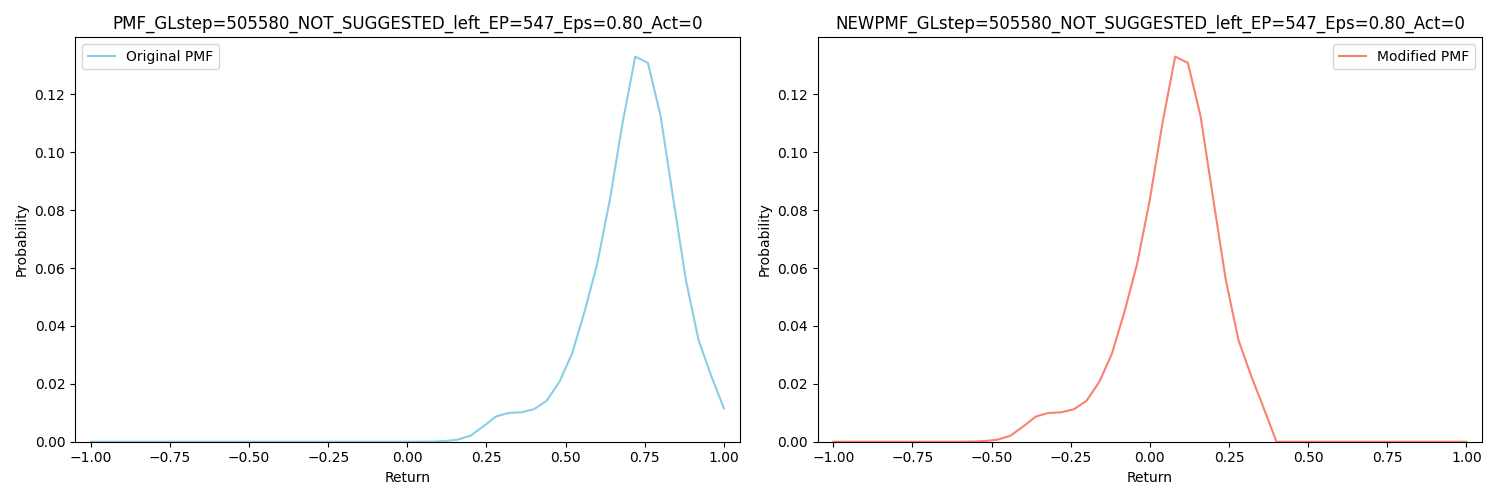 PMF_GLstep=505580_NOT_SUGGESTED_left_EP=547_Eps=0.80_Act=0
Original PMF
Probability
0.12
0.10
0.08
0.06
0.04
0.02
0.00
−1.00 −0.75 −0.50 −0.25 0.00 0.25 0.50 0.75 1.00
Return
NEWPMF_GLstep=505580_NOT_SUGGESTED_left_EP=547_Eps=0.80_Act=0
Modified PMF
Probability
0.12
0.10
0.08
0.06
0.04
0.02
0.00
−1.00 −0.75 −0.50 −0.25 0.00 0.25 0.50 0.75 1.00
Return